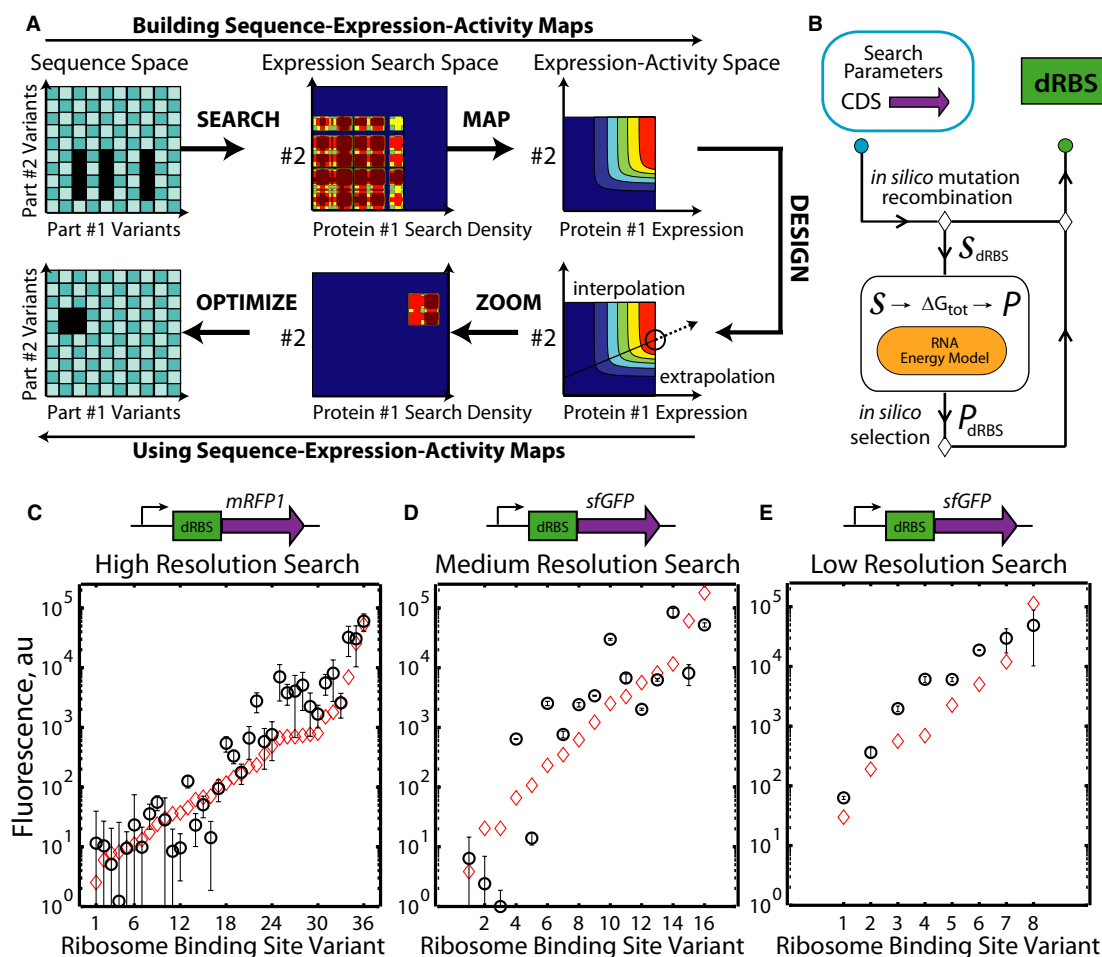 A
Building Sequence-Expression-Activity Maps
Sequence Space
Expression Search Space
Expression-Activity Space
Part #2 Variants
SEARCH
#2
MAP
#2
Part #1 Variants
Protein #1 Search Density
Protein #1 Expression
DESIGN
Part #2 Variants
OPTIMIZE
#2
ZOOM
#2
interpolation
extrapolation
Part #1 Variants
Protein #1 Search Density
Protein #1 Expression
Using Sequence-Expression-Activity Maps
B
Search
Parameters
CDS
dRBS
in silico mutation
recombination
S dRBS
S → ΔGtot → P
RNA
Energy Model
in silico
selection
P dRBS
C
mRFP1
dRBS
High Resolution Search
Fluorescence, au
10^5
10^4
10^3
10^2
10^1
10^0
1 6 12 18 24 30 36
Ribosome Binding Site Variant
D
sfGFP
dRBS
Medium Resolution Search
10^5
10^4
10^3
10^2
10^1
10^0
2 4 6 8 10 12 14 16
Ribosome Binding Site Variant
E
sfGFP
dRBS
Low Resolution Search
10^5
10^4
10^3
10^2
10^1
10^0
1 2 3 4 5 6 7 8
Ribosome Binding Site Variant